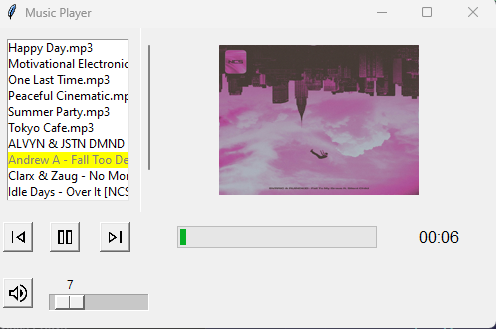 Music Player
Happy Day.mp3
Motivational Electronic
One Last Time.mp3
Peaceful Cinematic.mp
Summer Party.mp3
Tokyo Cafe.mp3
ALVYN & JSTN DMND
Andrew A - Fall Too De
Clarx & Zaug - No Mor
Idle Days - Over It [NCS
NCS
00:06
7